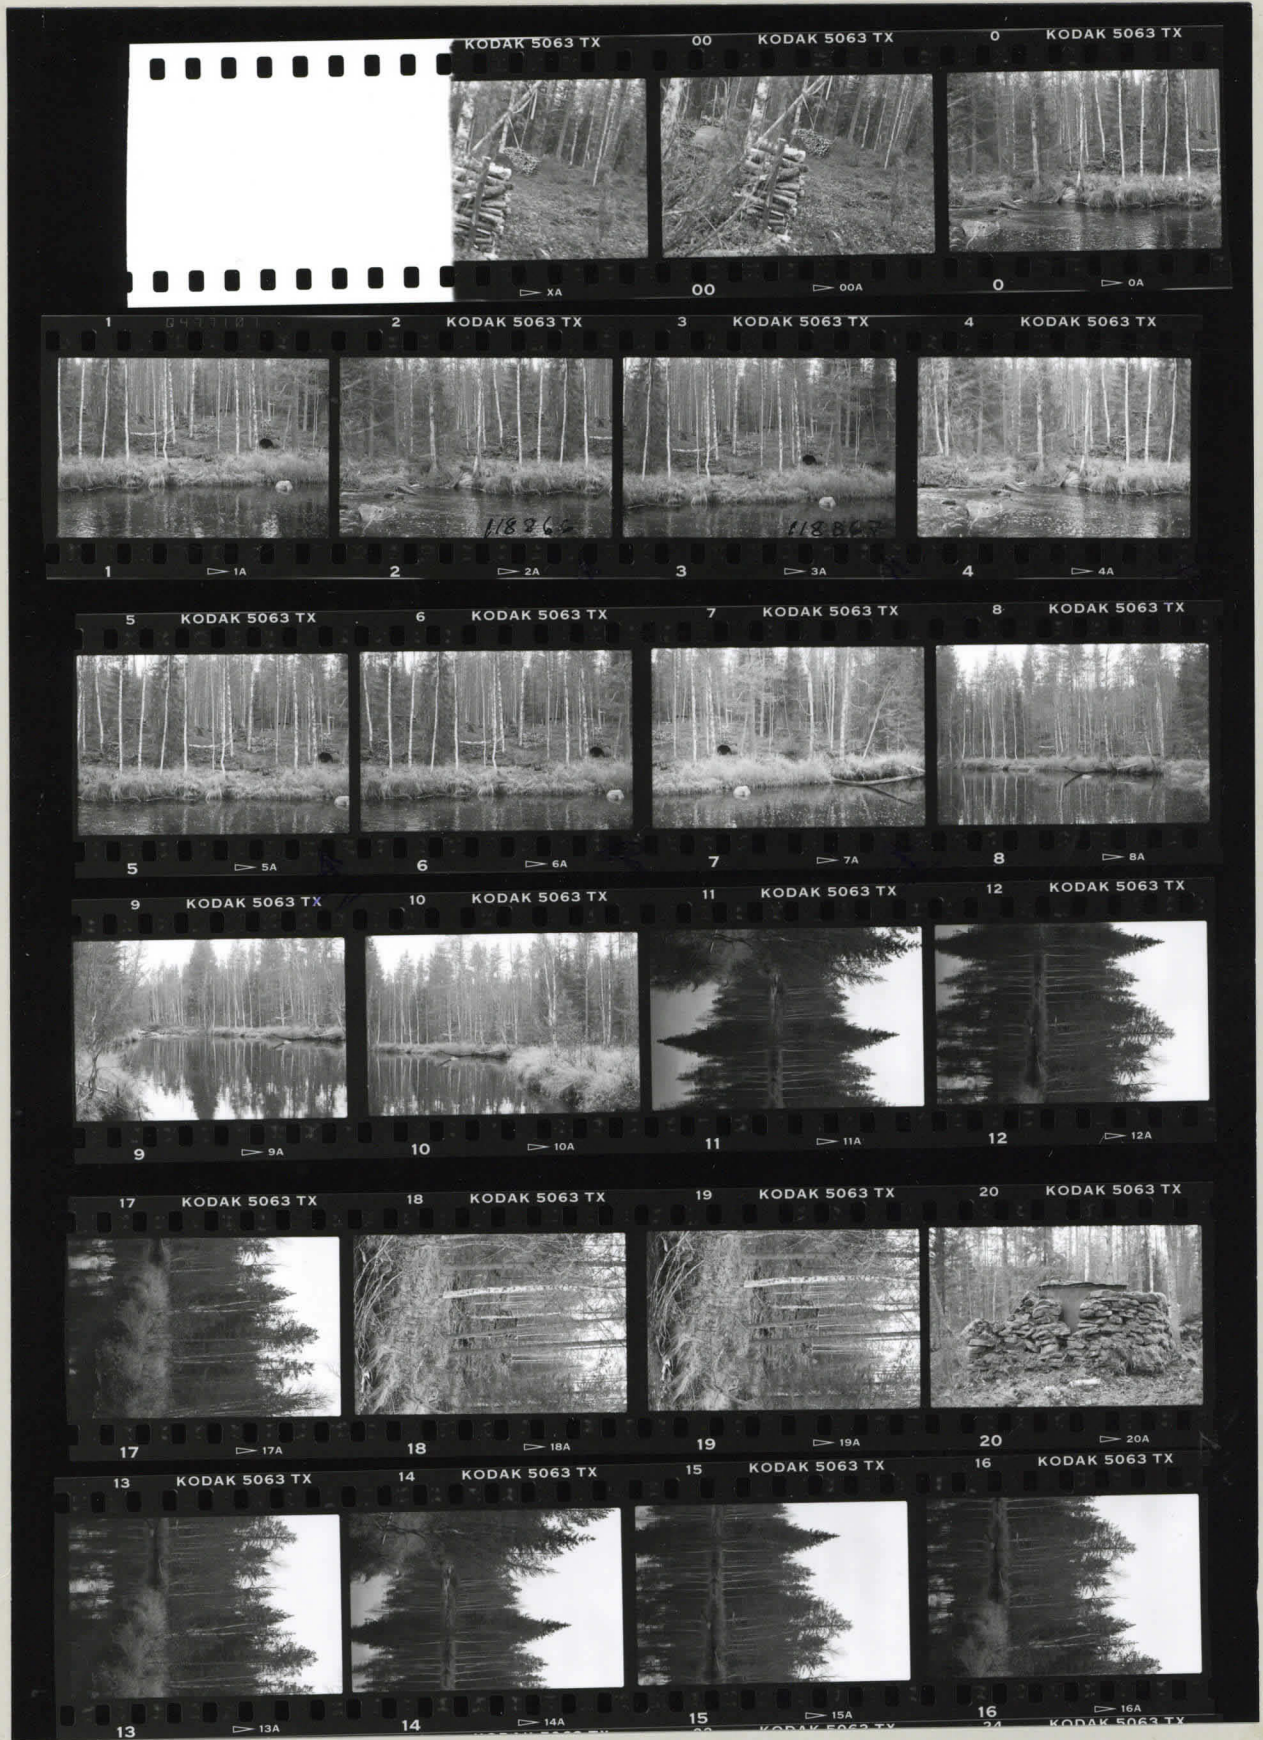 KODAK 5063 TX 00 KODAK 5063 TX 0 KODAK 5063 TX
XA 00 00A 0 0A
1 2 KODAK 5063 TX 3 KODAK 5063 TX 4 KODAK 5063 TX
118866
1 1A 2 2A 3 3A 4 4A
5 KODAK 5063 TX 6 KODAK 5063 TX 7 KODAK 5063 TX 8 KODAK 5063 TX
5 5A 6 6A 7 7A 8 8A
9 KODAK 5063 TX 10 KODAK 5063 TX 11 KODAK 5063 TX 12 KODAK 5063 TX
9 9A 10 10A 11 11A 12 12A
17 KODAK 5063 TX 18 KODAK 5063 TX 19 KODAK 5063 TX 20 KODAK 5063 TX
17 17A 18 18A 19 19A 20 20A
13 KODAK 5063 TX 14 KODAK 5063 TX 15 KODAK 5063 TX 16 KODAK 5063 TX
13 13A 14 14A 15 15A 16 16A